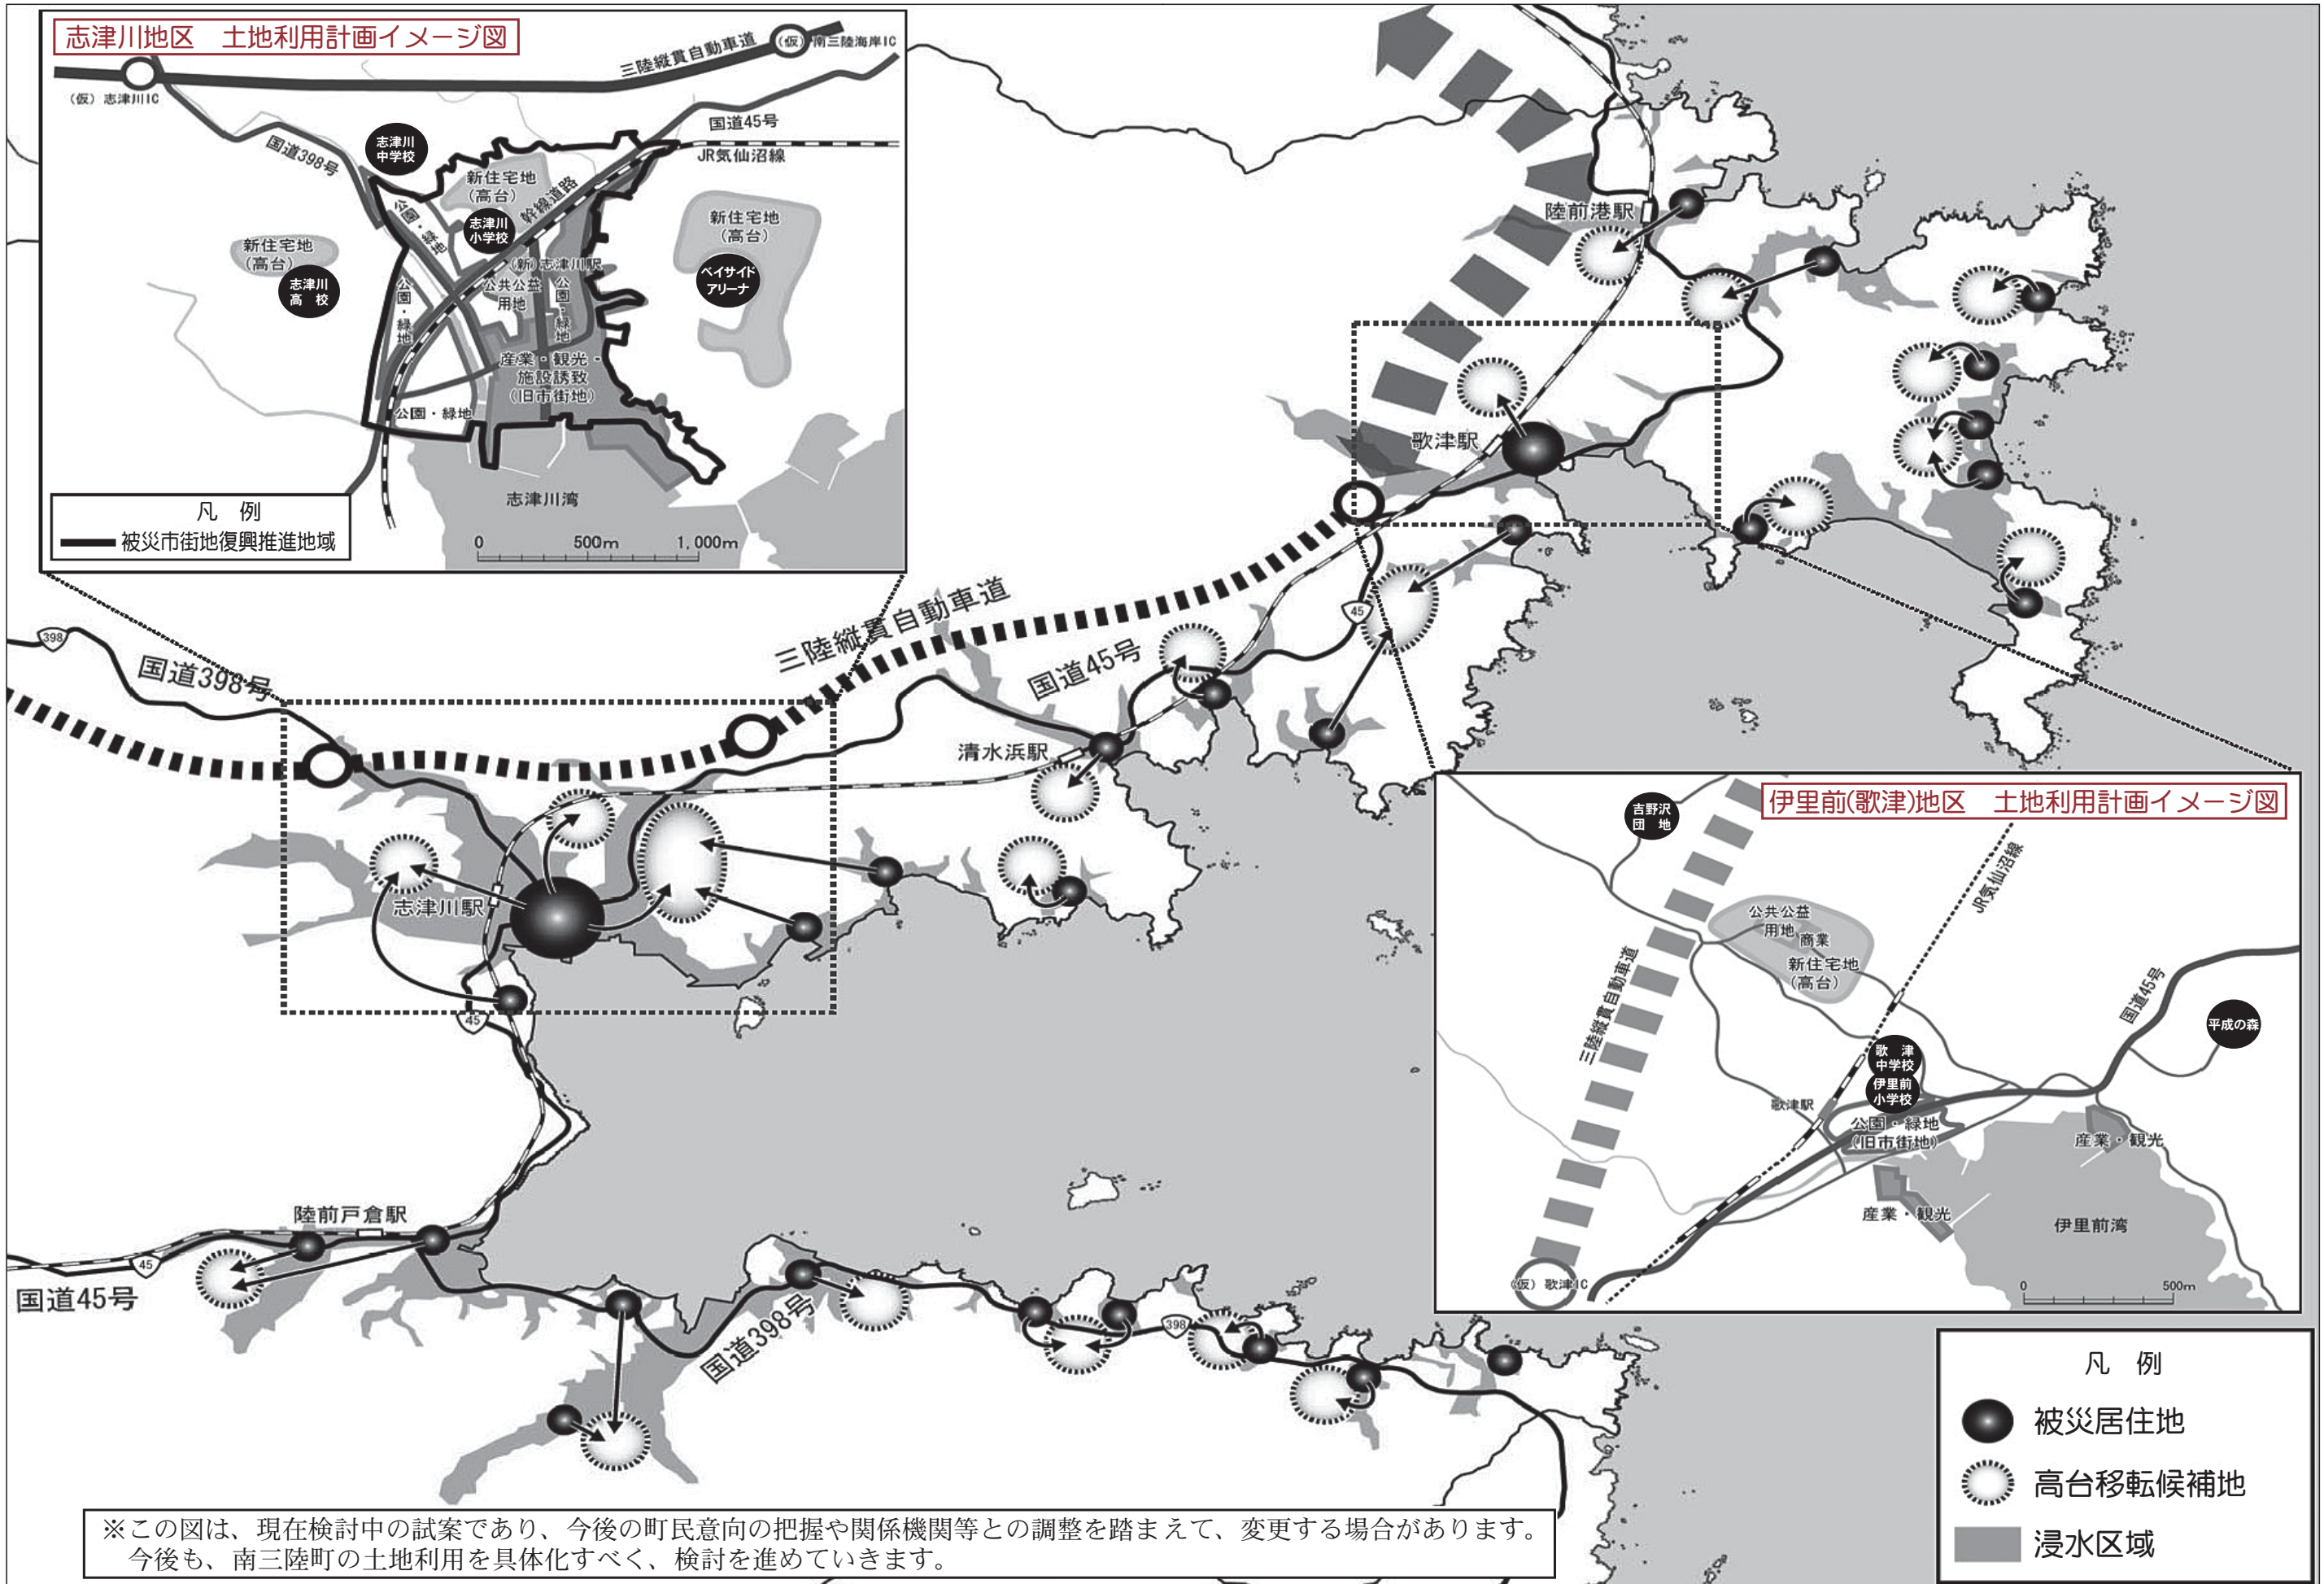 志津川地区　土地利用計画イメージ図
三陸縦貫自動車道
（仮）南三陸海岸IC
（仮）志津川IC
国道398号
志津川
中学校
国道45号
JR気仙沼線
新住宅地
（高台）
幹線道路
公園・緑地
志津川
小学校
新住宅地
（高台）
新住宅地
（高台）
志津川
高　校
（新）志津川駅
ベイサイド
アリーナ
公園・緑地
公共公益
用地
公園・緑地
産業・観光・
施設誘致
（旧市街地）
公園・緑地
志津川湾
凡　例
被災市街地復興推進地域
0　500m　1,000m
陸前港駅
歌津駅
三陸縦貫自動車道
国道45号
45
398
国道398号
清水浜駅
志津川駅
45
陸前戸倉駅
45
国道45号
国道398号
398
伊里前(歌津)地区　土地利用計画イメージ図
吉野沢
団　地
JR気仙沼線
公共公益
用地
商業
新住宅地
（高台）
三陸縦貫自動車道
国道45号
平成の森
歌　津
中学校
伊里前
小学校
歌津駅
公園・緑地
（旧市街地）
産業・観光
産業・観光
伊里前湾
（仮）歌津IC
0　500m
凡　例
被災居住地
高台移転候補地
浸水区域
※この図は、現在検討中の試案であり、今後の町民意向の把握や関係機関等との調整を踏まえて、変更する場合があります。
今後も、南三陸町の土地利用を具体化すべく、検討を進めていきます。